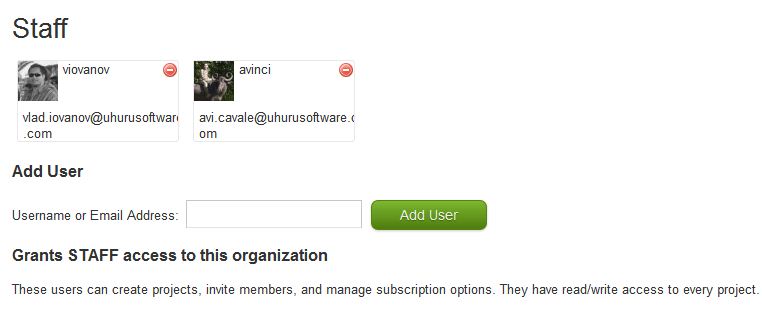 Staff
viovanov
avinci
vlad.iovanov@uhurusoftware
.com
avi.cavale@uhurusoftware.c
om
Add User
Username or Email Address:
Add User
Grants STAFF access to this organization
These users can create projects, invite members, and manage subscription options. They have read/write access to every project.